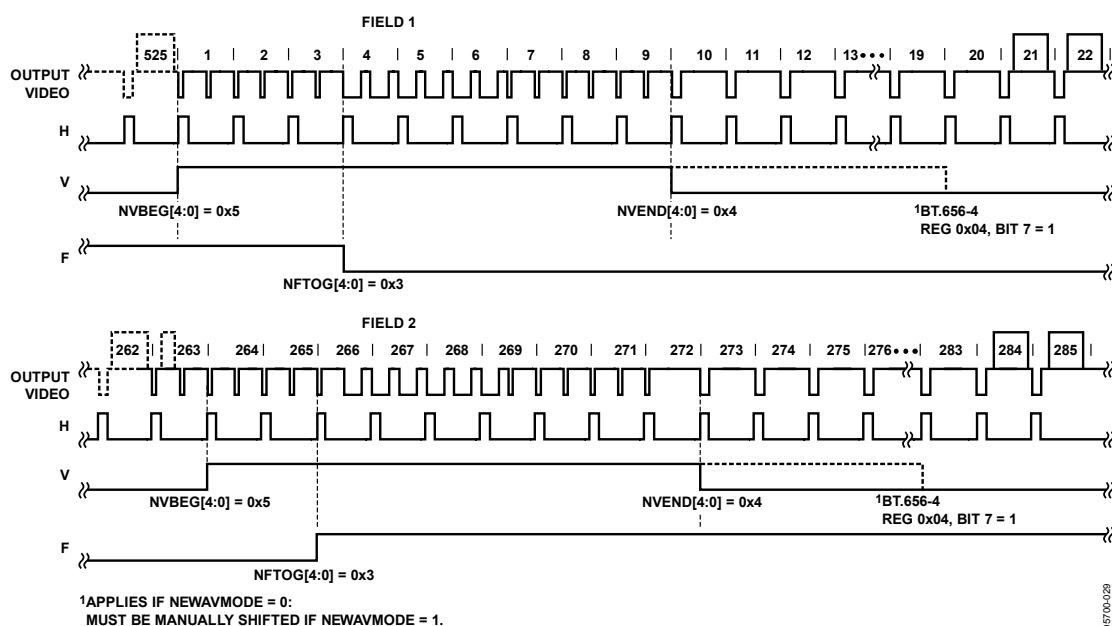 FIELD 1
525 1 2 3 4 5 6 7 8 9 10 11 12 13 ••• 19 20 21 22
OUTPUT
VIDEO
H
V
NVBEG[4:0] = 0x5
NVEND[4:0] = 0x4
1BT.656-4
REG 0x04, BIT 7 = 1
F
NFTOG[4:0] = 0x3
FIELD 2
262 263 264 265 266 267 268 269 270 271 272 273 274 275 276 ••• 283 284 285
OUTPUT
VIDEO
H
V
NVBEG[4:0] = 0x5
NVEND[4:0] = 0x4
1BT.656-4
REG 0x04, BIT 7 = 1
F
NFTOG[4:0] = 0x3
1APPLIES IF NEWAVMODE = 0:
MUST BE MANUALLY SHIFTED IF NEWAVMODE = 1.
05700-029